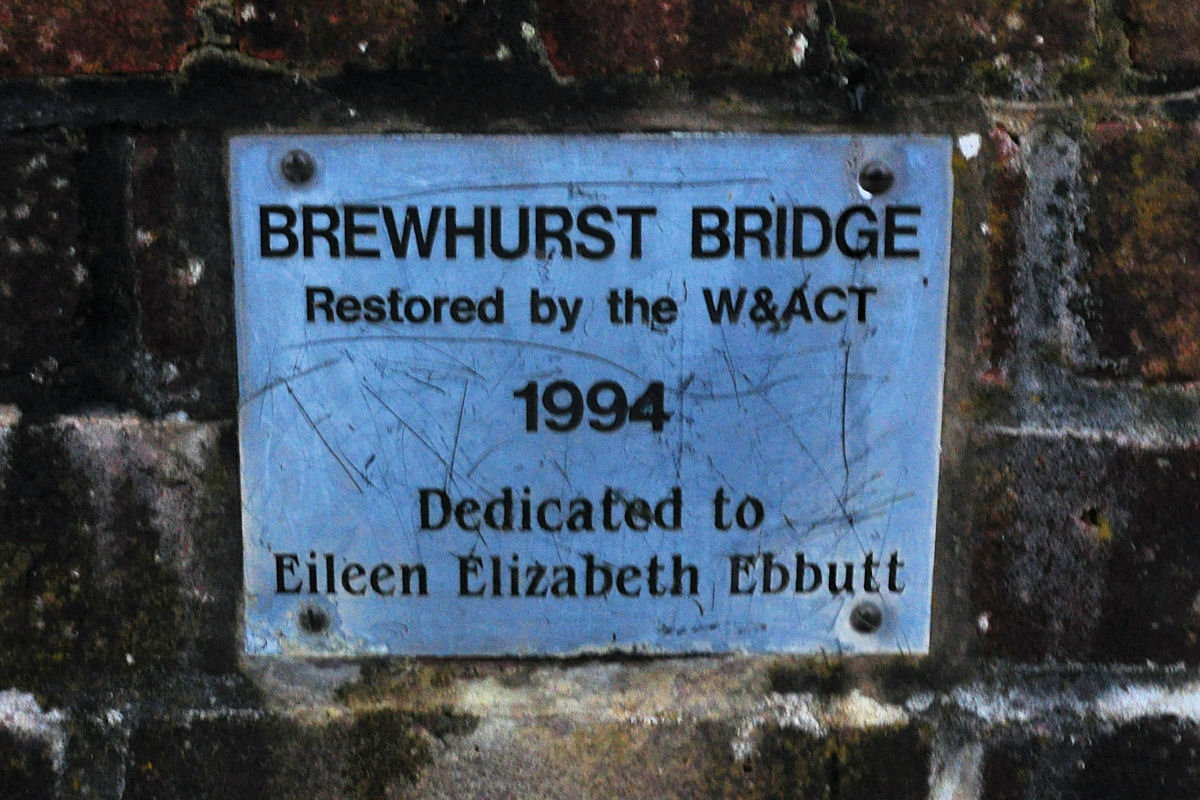 BREWHURST BRIDGE
Restored by the W&ACT
1994
Dedicated to
Eileen Elizabeth Ebbutt